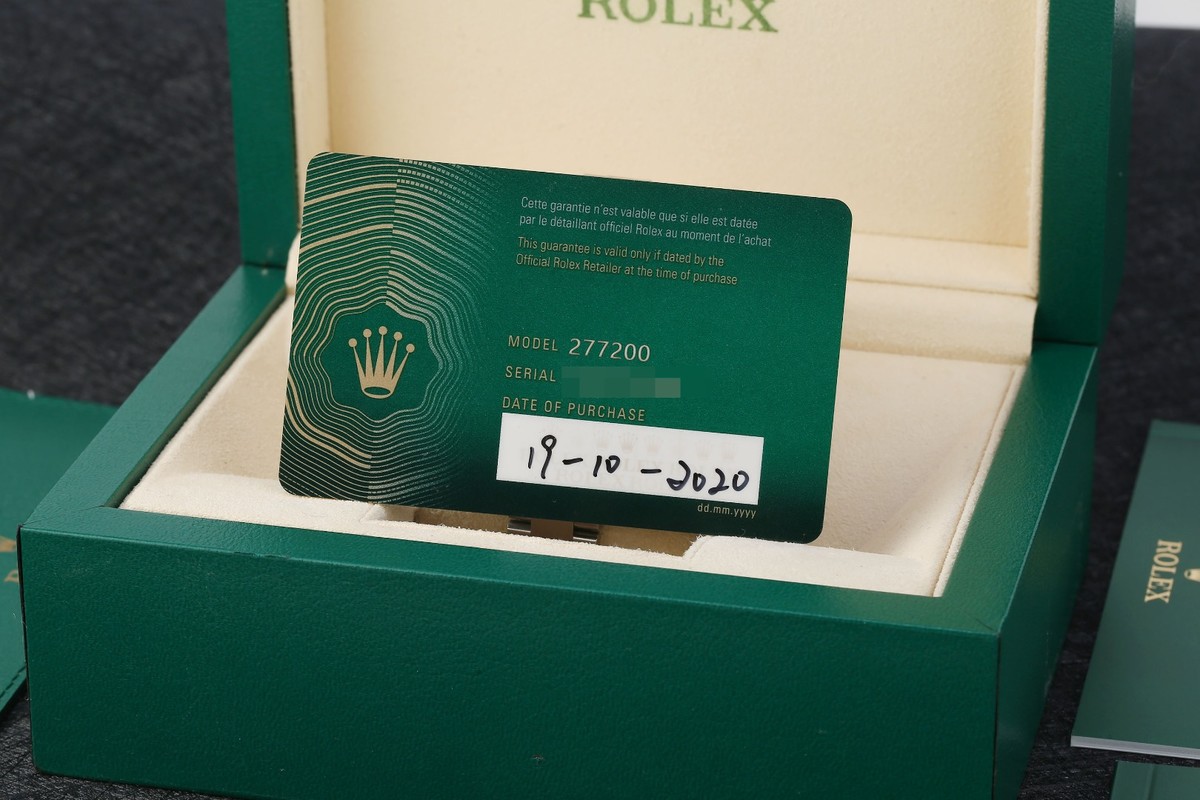 ROLEX
Cette garantie n'est valable que si elle est datée
par le détaillant officiel Rolex au moment de l'achat
This guarantee is valid only if dated by the
Official Rolex Retailer at the time of purchase
MODEL 277200
SERIAL
DATE OF PURCHASE
19-10-2020
dd.mm.yyyy
ROLEX